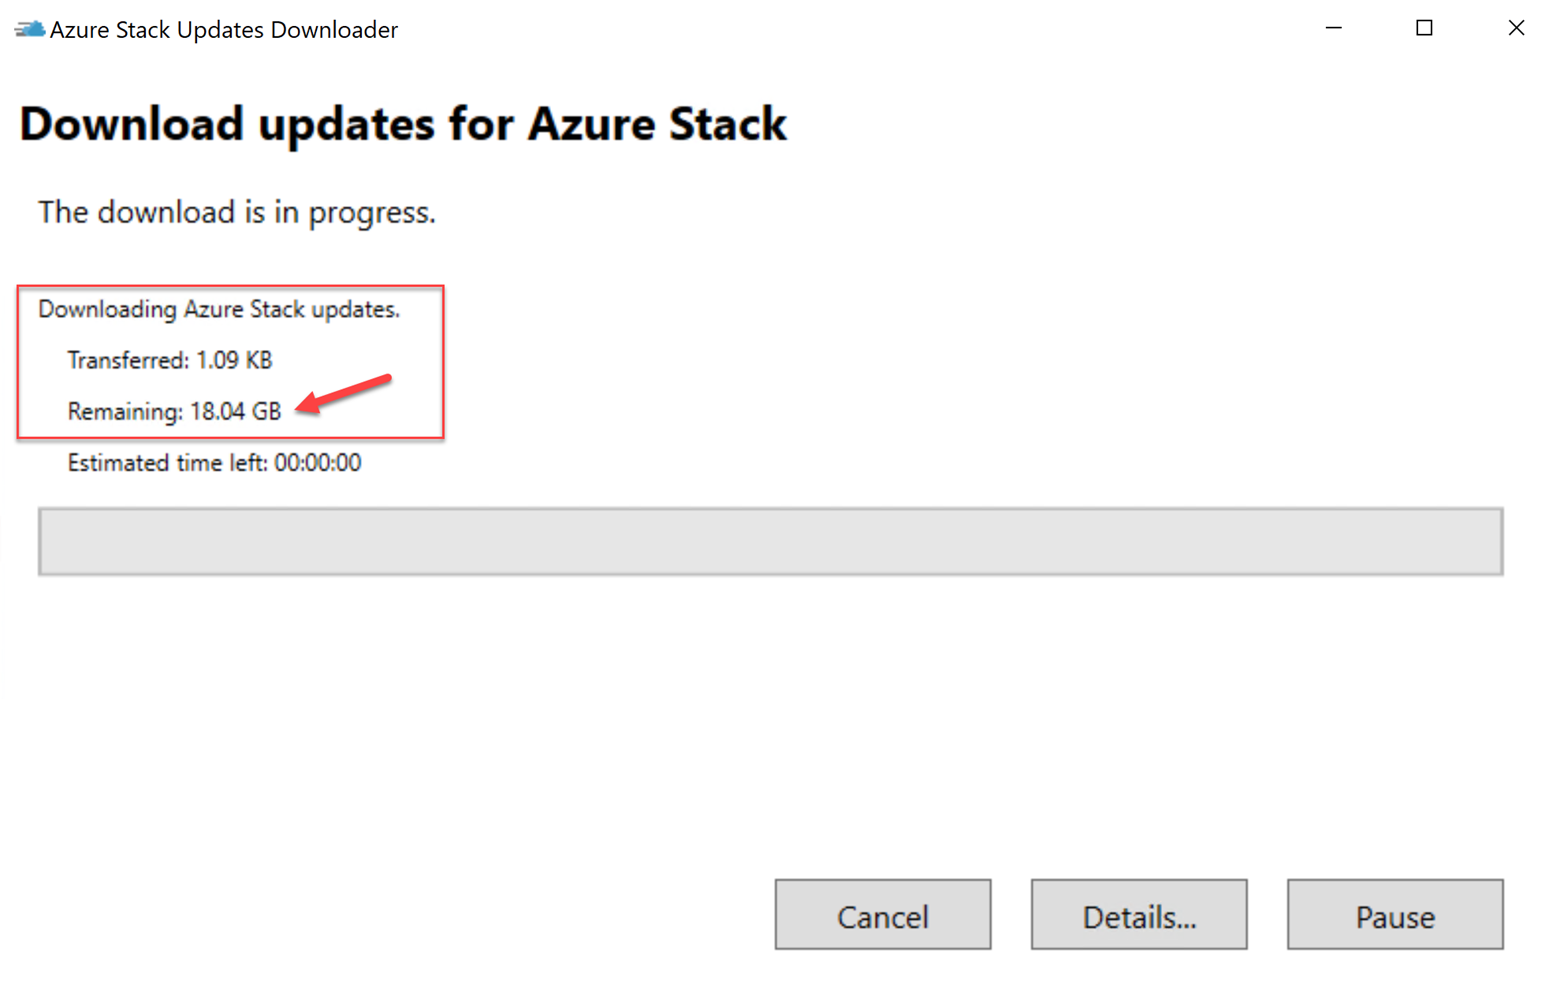 Azure Stack Updates Downloader
Download updates for Azure Stack
The download is in progress.
Downloading Azure Stack updates.
Transferred: 1.09 KB
Remaining: 18.04 GB
Estimated time left: 00:00:00
Cancel
Details...
Pause